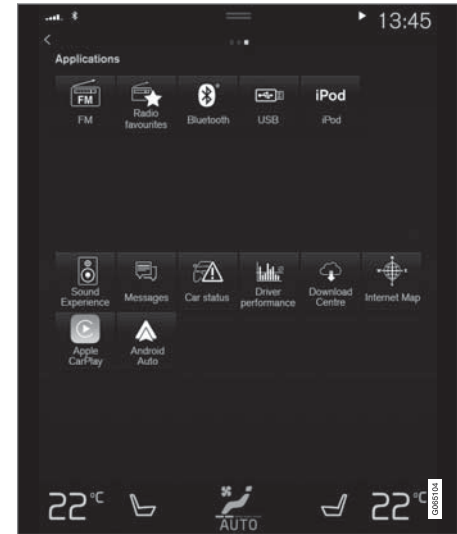 13:45
Applications
FM
iPod
FM
Radio
favourites
Bluetooth
USB
iPod
Sound
Experience
Messages
Car status
Driver
performance
Download
Centre
Internet Map
Apple
CarPlay
Android
Auto
22°C
AUTO
22°C
G065104